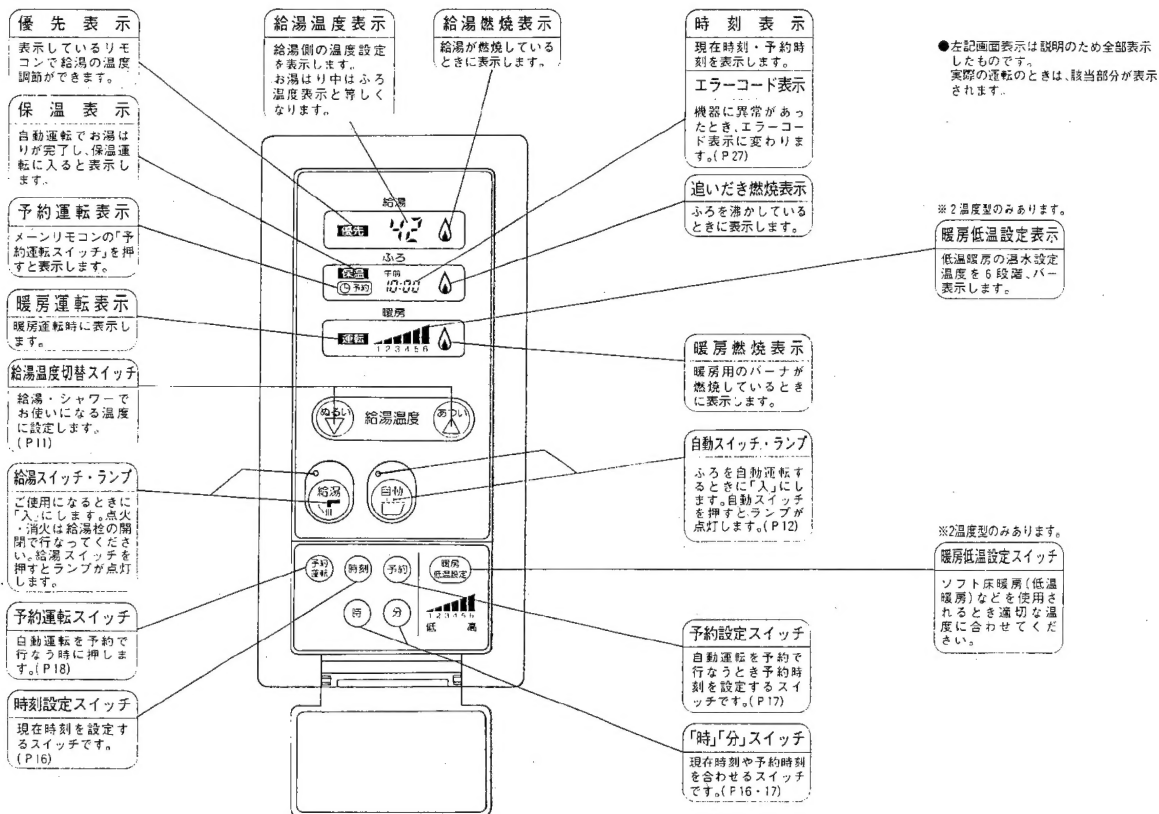 優先表示
表示しているリモ
コンで給湯の温度
調節ができます。
保温表示
自動運転でお湯は
りが完了し、保温運
転に入ると表示し
ます。
予約運転表示
メーンリモコンの「予
約運転スイッチ」を押
すと表示します。
暖房運転表示
暖房運転時に表示し
ます。
給湯温度切替スイッチ
給湯・シャワーで
お使いになる温度
に設定します。
(P11)
給湯スイッチ・ランプ
ご使用になるときに
「入」にします。点火
・消火は給湯栓の開
閉で行なってくださ
い。給湯スイッチを
押すとランプが点灯
します。
予約運転スイッチ
自動運転を予約で
行なう時に押しま
す。(P18)
時刻設定スイッチ
現在時刻を設定す
るスイッチです。
(P16)
給湯温度表示
給湯側の温度設定
を表示します。
お湯はり中はふろ
温度表示と等しく
なります。
給湯燃焼表示
給湯が燃焼している
ときに表示します。
給湯
優先 42
ふろ
保温 午前
予約 10:00
暖房
運転
1 2 3 4 5 6
ぬるい 給湯温度 あつい
給湯 自動
予約
運転 時刻 予約 暖房
低温設定
時 分
1 2 3 4 5 6
低 高
時刻表示
現在時刻・予約時
刻を表示します。
エラーコード表示
機器に異常があっ
たとき、エラーコー
ド表示に変わりま
す。(P27)
追いだき燃焼表示
ふろを沸かしている
ときに表示します。
暖房燃焼表示
暖房用のバーナが
燃焼しているとき
に表示します。
自動スイッチ・ランプ
ふろを自動運転す
るときに「入」にし
ます。自動スイッチ
を押すとランプが
点灯します。(P12)
予約設定スイッチ
自動運転を予約で
行なうとき予約時
刻を設定するスイ
ッチです。(P17)
「時」「分」スイッチ
現在時刻や予約時刻
を合わせるスイッチ
です。(P16・17)
●左記画面表示は説明のため全部表示
したものです。
実際の運転のときは、該当部分が表示
されます。
※2温度型のみあります。
暖房低温設定表示
低温暖房の温水設定
温度を6段階、バー
表示します。
※2温度型のみあります。
暖房低温設定スイッチ
ソフト床暖房(低温
暖房)などを使用さ
れるとき適切な温
度に合わせてくだ
さい。